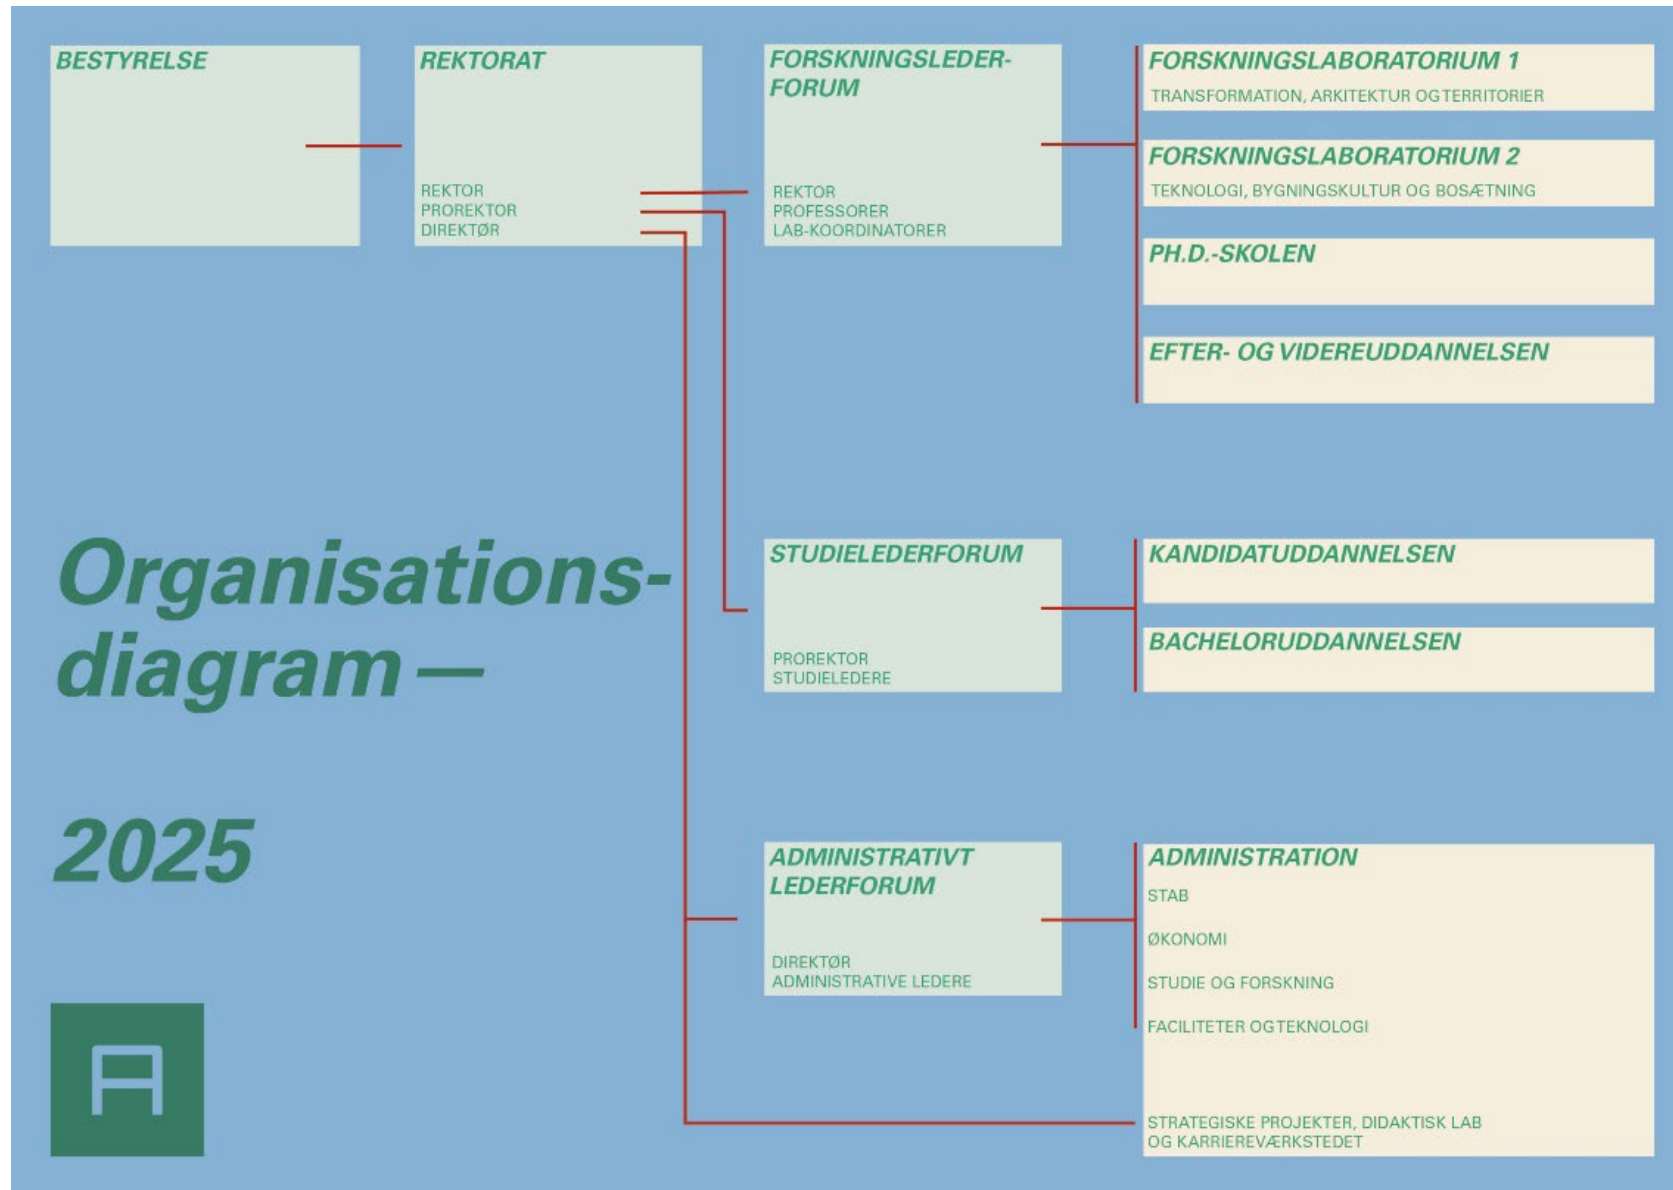 BESTYRELSE
REKTORAT
REKTOR
PROREKTOR
DIREKTØR
FORSKNINGSLEDER-
FORUM
REKTOR
PROFESSORER
LAB-KOORDINATORER
FORSKNINGSLABORATORIUM 1
TRANSFORMATION, ARKITEKTUR OG TERRITORIER
FORSKNINGSLABORATORIUM 2
TEKNOLOGI, BYGNINGSKULTUR OG BOSÆTNING
PH.D.-SKOLEN
EFTER- OG VIDEREUDDANNELSEN
Organisations-
diagram —
2025
STUDIELEDERFORUM
PROREKTOR
STUDIELEDERE
KANDIDATUDDANNELSEN
BACHELORUDDANNELSEN
ADMINISTRATIVT
LEDERFORUM
DIREKTØR
ADMINISTRATIVE LEDERE
ADMINISTRATION
STAB
ØKONOMI
STUDIE OG FORSKNING
FACILITETER OG TEKNOLOGI
STRATEGISKE PROJEKTER, DIDAKTISK LAB
OG KARRIEREVÆRKSTEDET
A